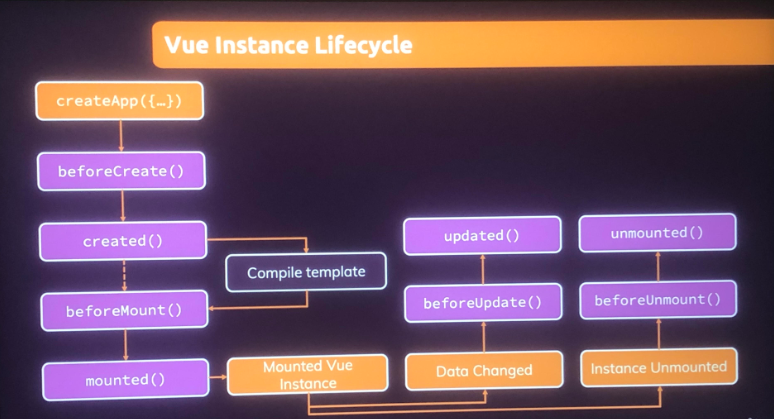 Vue Instance Lifecycle
createApp({…})
beforeCreate()
created()
Compile template
beforeMount()
mounted()
Mounted Vue
Instance
updated()
beforeUpdate()
Data Changed
unmounted()
beforeUnmount()
Instance Unmounted